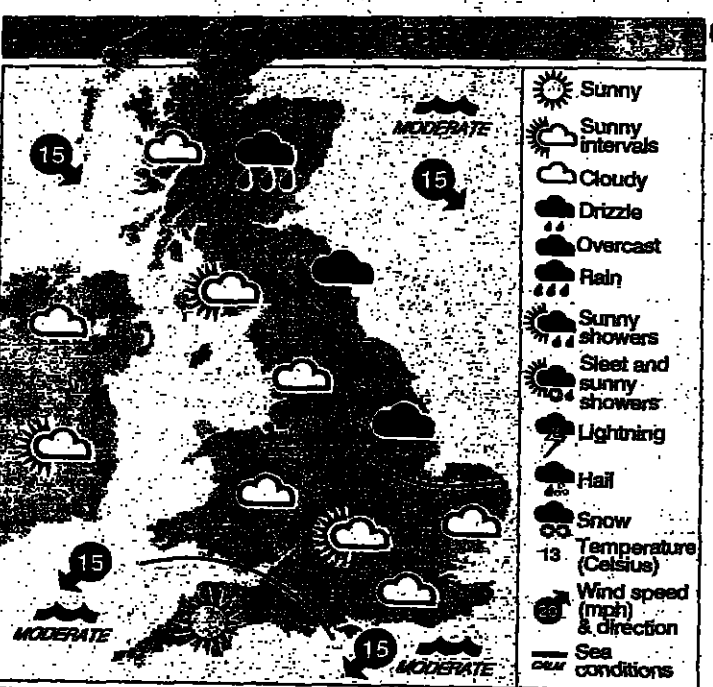 MODERATE
15
15
15
MODERATE
15
MODERATE
Sunny
Sunny
intervals
Cloudy
Drizzle
Overcast
Rain
Sunny
showers
Sleet and
sunny
showers
Lightning
Hail
Snow
13 Temperature
(Celsius)
Wind speed
(mph)
& direction
Sea
CALM conditions